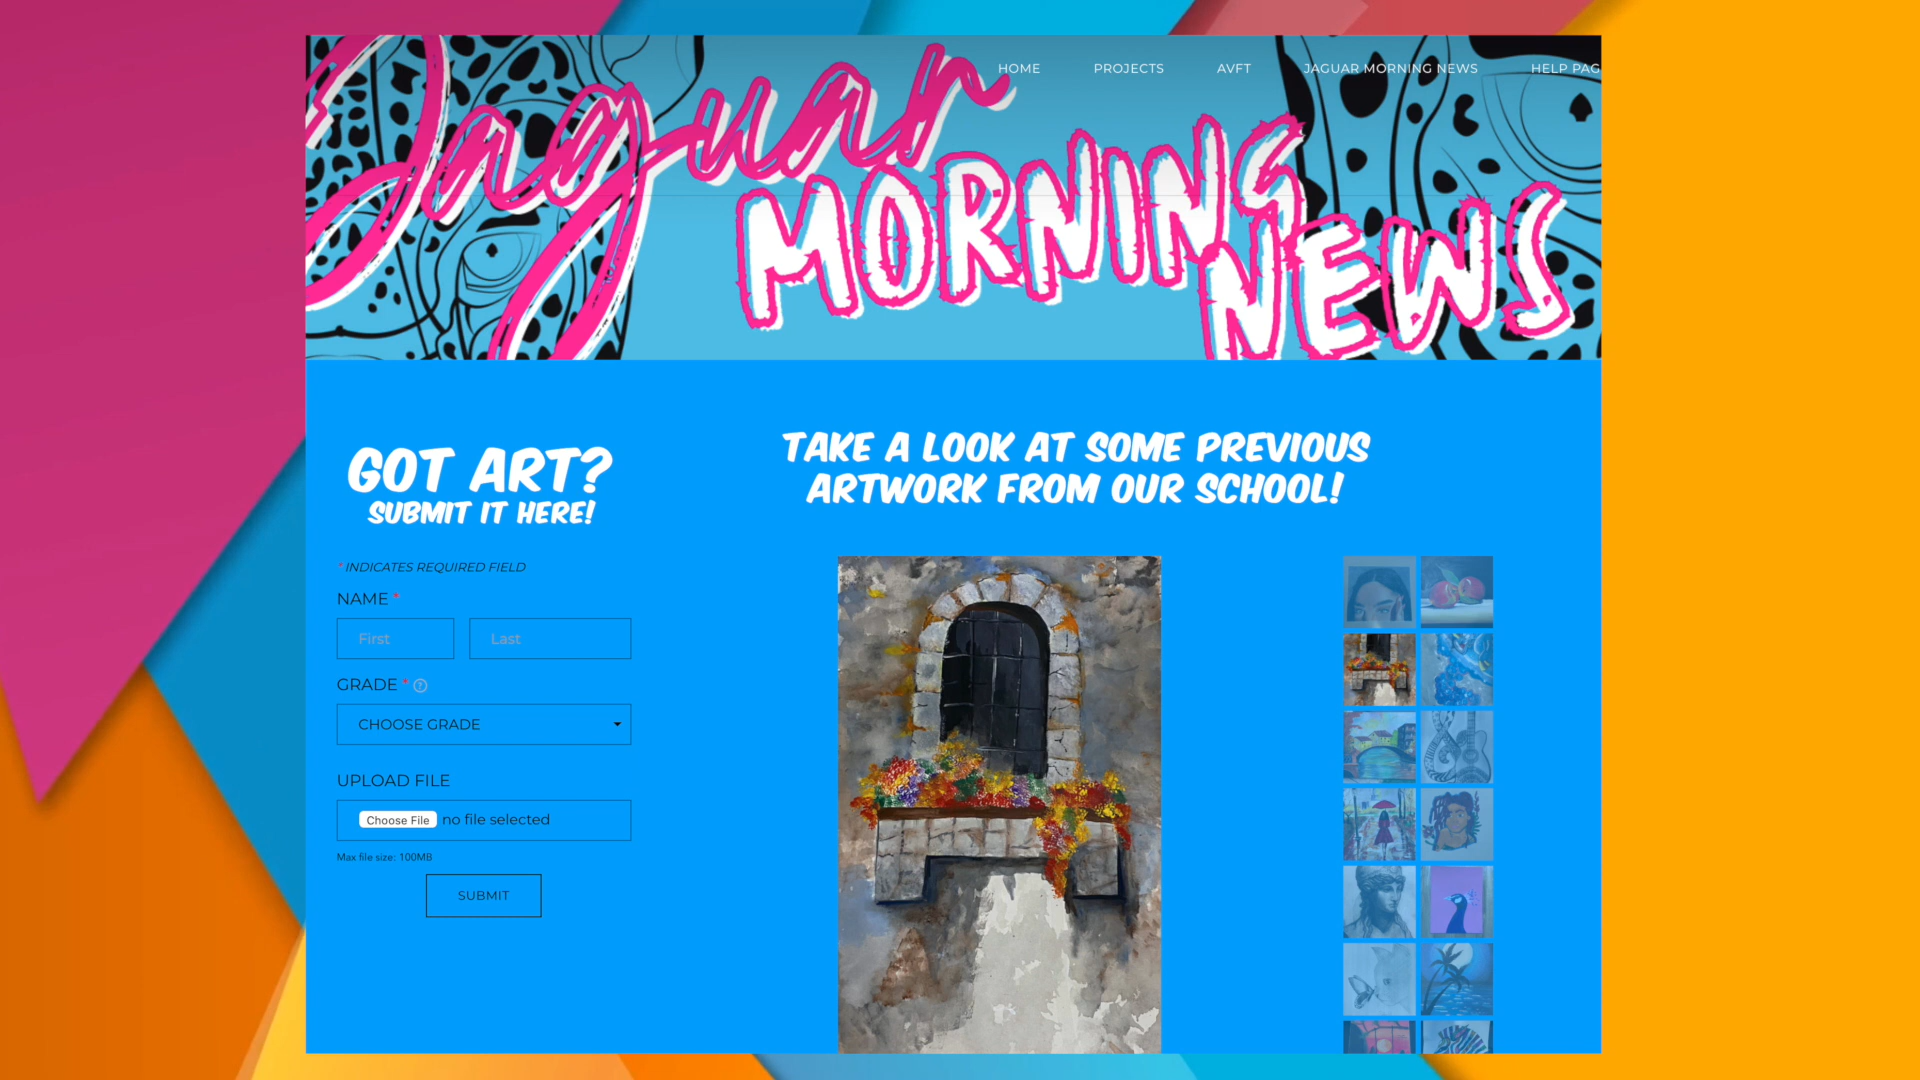 HOME PROJECTS AVFT JAGUAR MORNING NEWS HELP PAG
Jaguar
MORNING
NEWS
GOT ART?
SUBMIT IT HERE!
* INDICATES REQUIRED FIELD
NAME *
First Last
GRADE * ?
CHOOSE GRADE
UPLOAD FILE
Choose File no file selected
Max file size: 100MB
SUBMIT
TAKE A LOOK AT SOME PREVIOUS
ARTWORK FROM OUR SCHOOL!